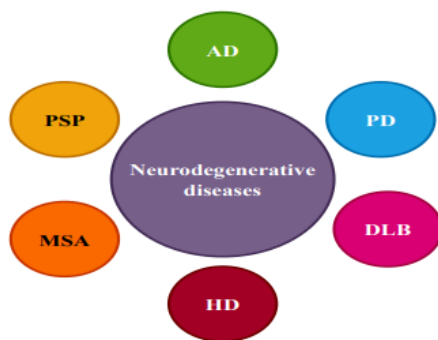 AD
PSP
PD
Neurodegenerative
diseases
MSA
DLB
HD